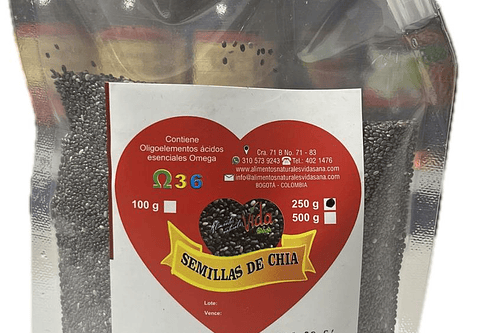 Contiene
Oligoelementos ácidos
esenciales Omega
Ω 3 6
Cra. 71 B No. 71 - 83
310 573 9243 Tel.: 402 1476
www.alimentosnaturalesvidasana.com
info@alimentosnaturalesvidasana.com
BOGOTÁ - COLOMBIA
100 g
250 g
500 g
Vida
SEMILLAS DE CHIA
Lote:
Vence: